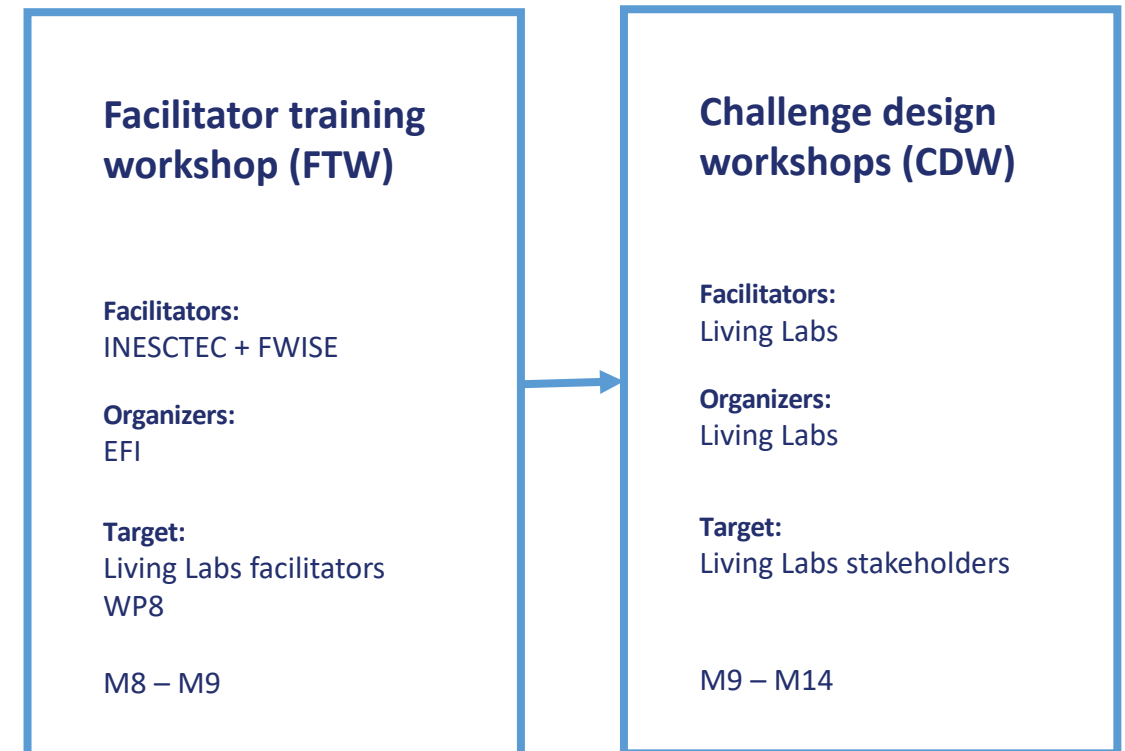 Facilitator training
workshop (FTW)
Facilitators:
INESCTEC + FWISE
Organizers:
EFI
Target:
Living Labs facilitators
WP8
M8 – M9
Challenge design
workshops (CDW)
Facilitators:
Living Labs
Organizers:
Living Labs
Target:
Living Labs stakeholders
M9 – M14